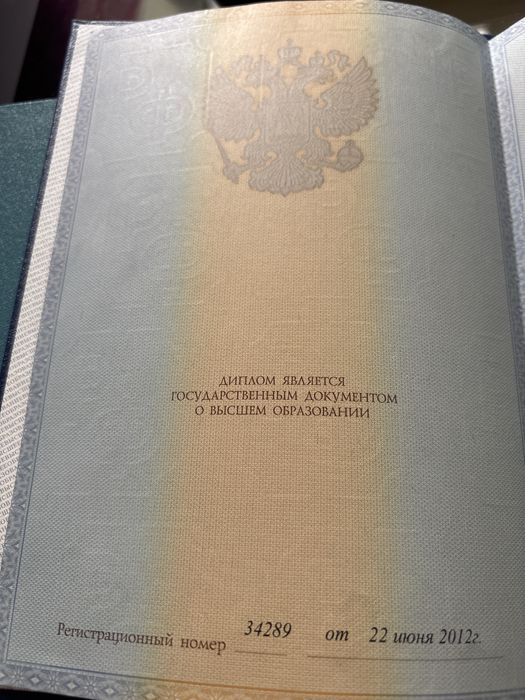 ДИПЛОМ ЯВЛЯЕТСЯ
ГОСУДАРСТВЕННЫМ ДОКУМЕНТОМ
О ВЫСШЕМ ОБРАЗОВАНИИ
Регистрационный номер 34289 от 22 июня 2012г.